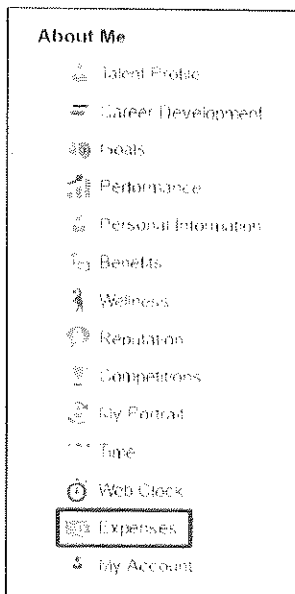 About Me
Talent Profile
Career Development
Goals
Performance
Personal Information
Benefits
Wellness
Reputation
Competitions
My Portrait
Time
Web Clock
Expenses
My Account